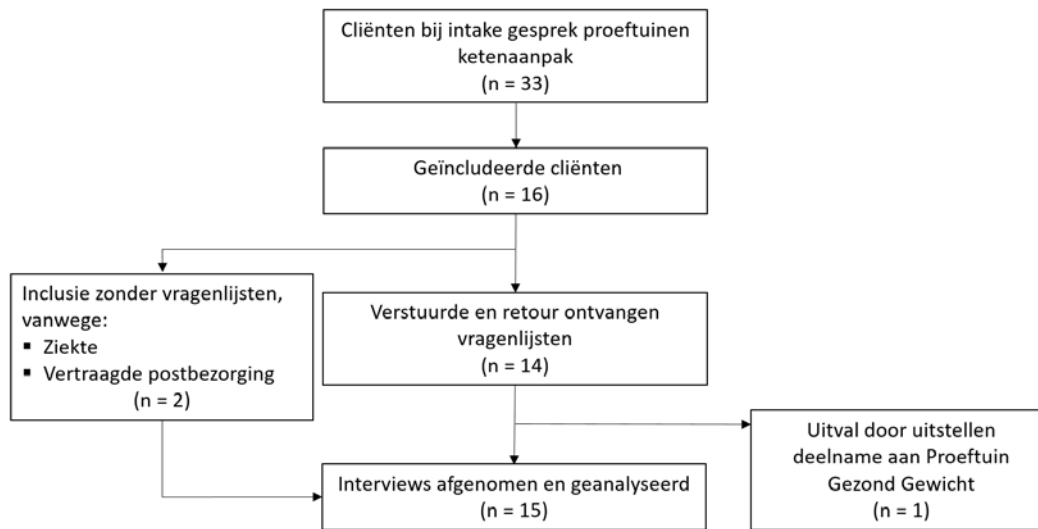 Cliënten bij intake gesprek proeftuinen
ketenaanpak
(n = 33)
Geïncludeerde cliënten
(n = 16)
Inclusie zonder vragenlijsten,
vanwege:
▪ Ziekte
▪ Vertraagde postbezorging
(n = 2)
Verstuurde en retour ontvangen
vragenlijsten
(n = 14)
Uitval door uitstellen
deelname aan Proeftuin
Gezond Gewicht
(n = 1)
Interviews afgenomen en geanalyseerd
(n = 15)